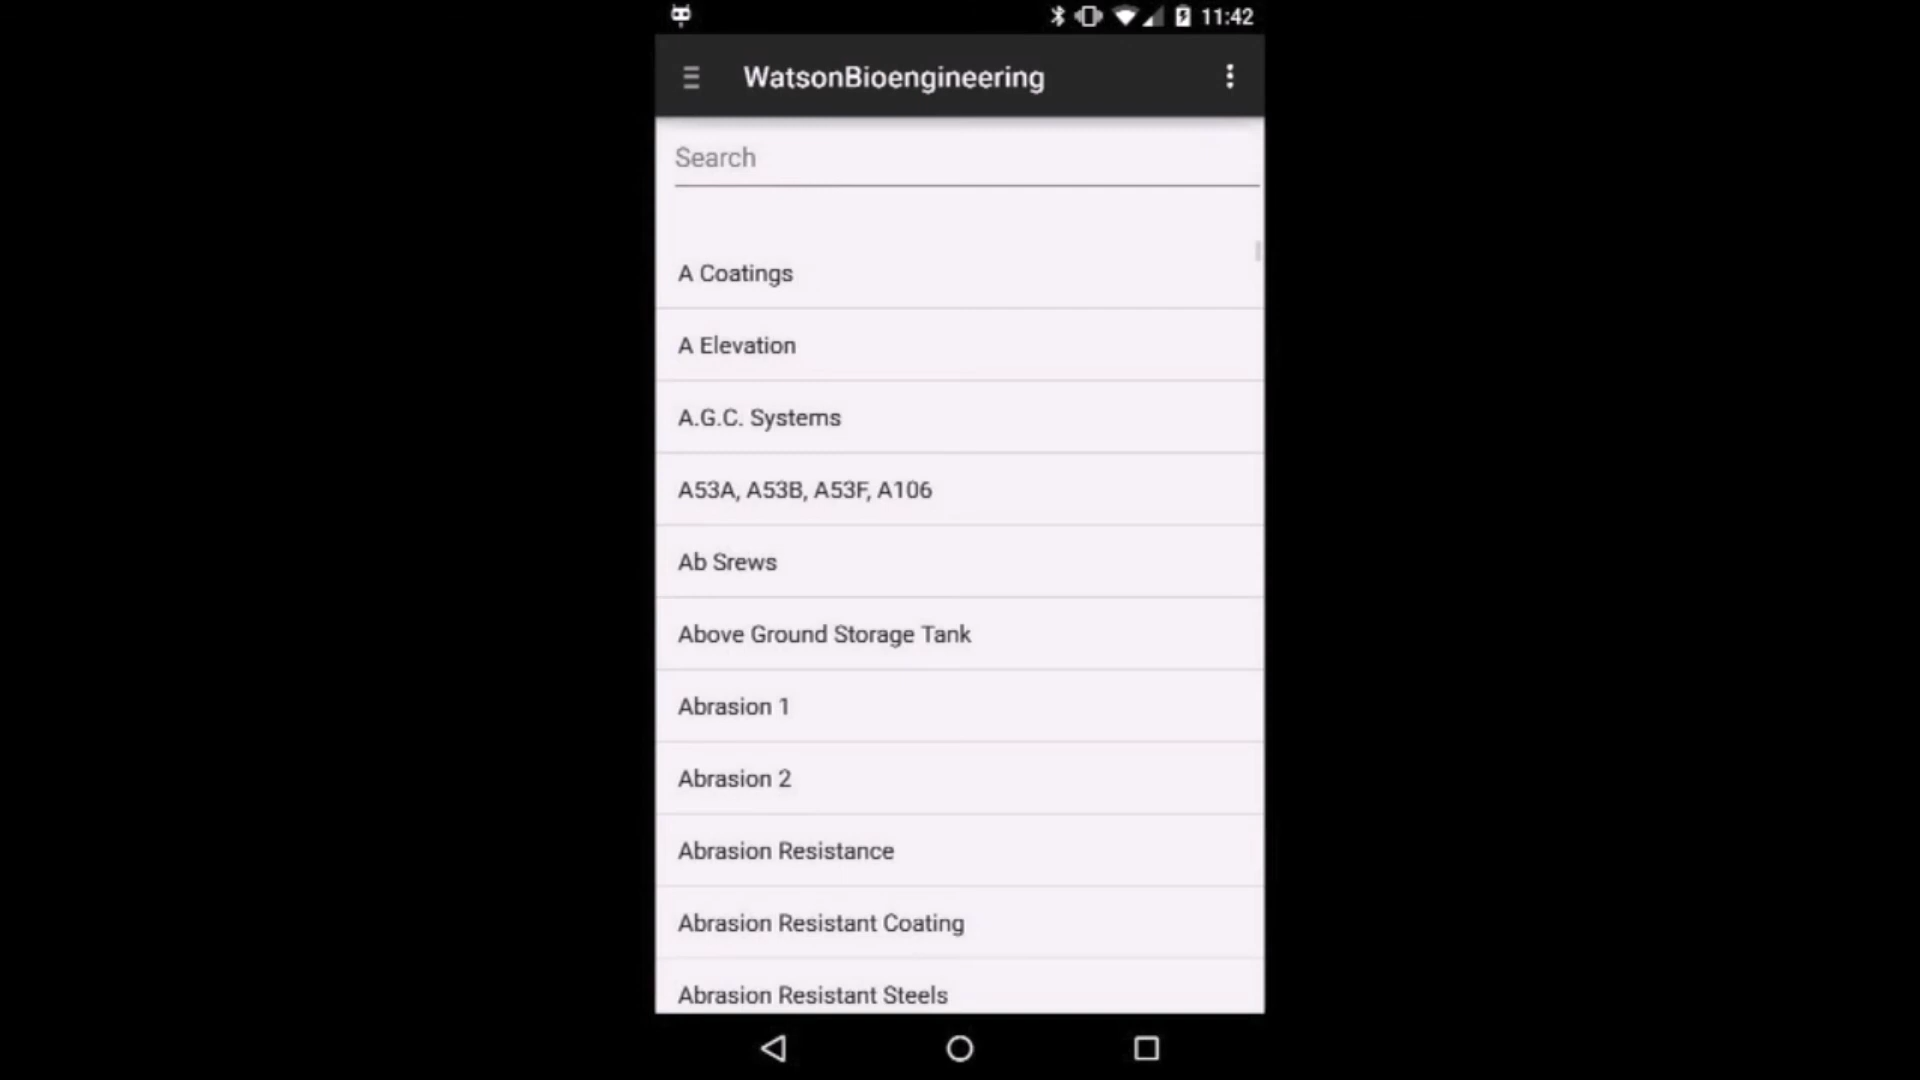 11:42
WatsonBioengineering
Search
A Coatings
A Elevation
A.G.C. Systems
A53A, A53B, A53F, A106
Ab Srews
Above Ground Storage Tank
Abrasion 1
Abrasion 2
Abrasion Resistance
Abrasion Resistant Coating
Abrasion Resistant Steels